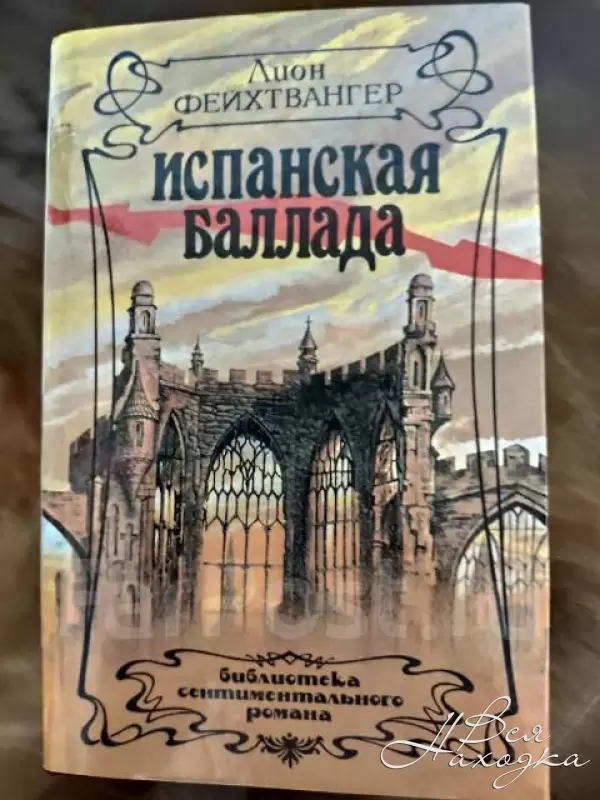 Лион
ФЕЙХТВАНГЕР
ИСПАНСКАЯ
БАЛЛАДА
библиотека
сентиментального
романа
Вся
Находка